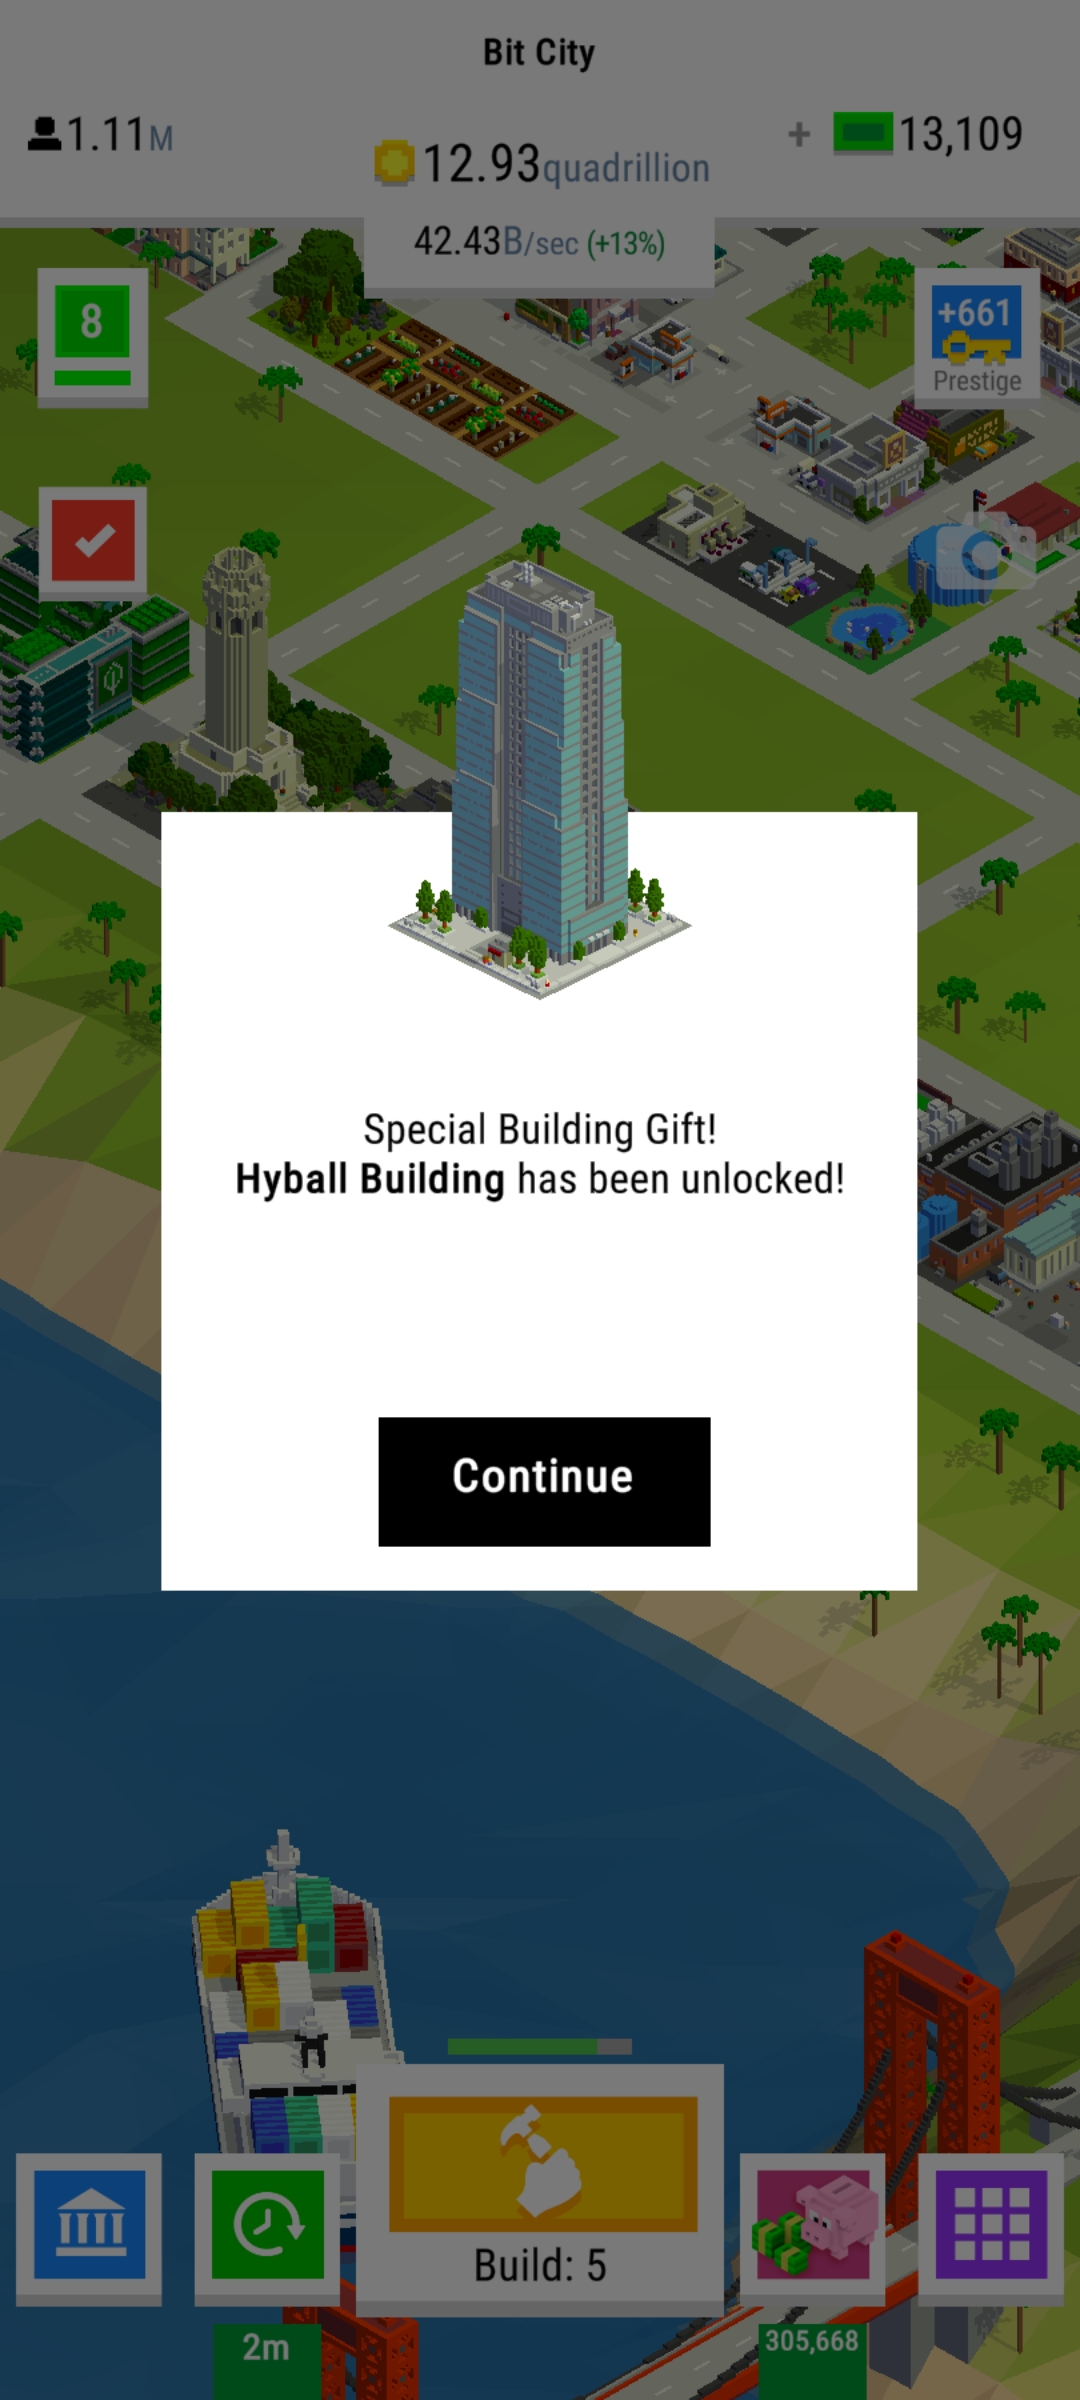 Bit City
1.11M
12.93quadrillion
+ 13,109
42.43B/sec (+13%)
8
+661
Prestige
Special Building Gift!
Hyball Building has been unlocked!
Continue
Build: 5
2m
305,668